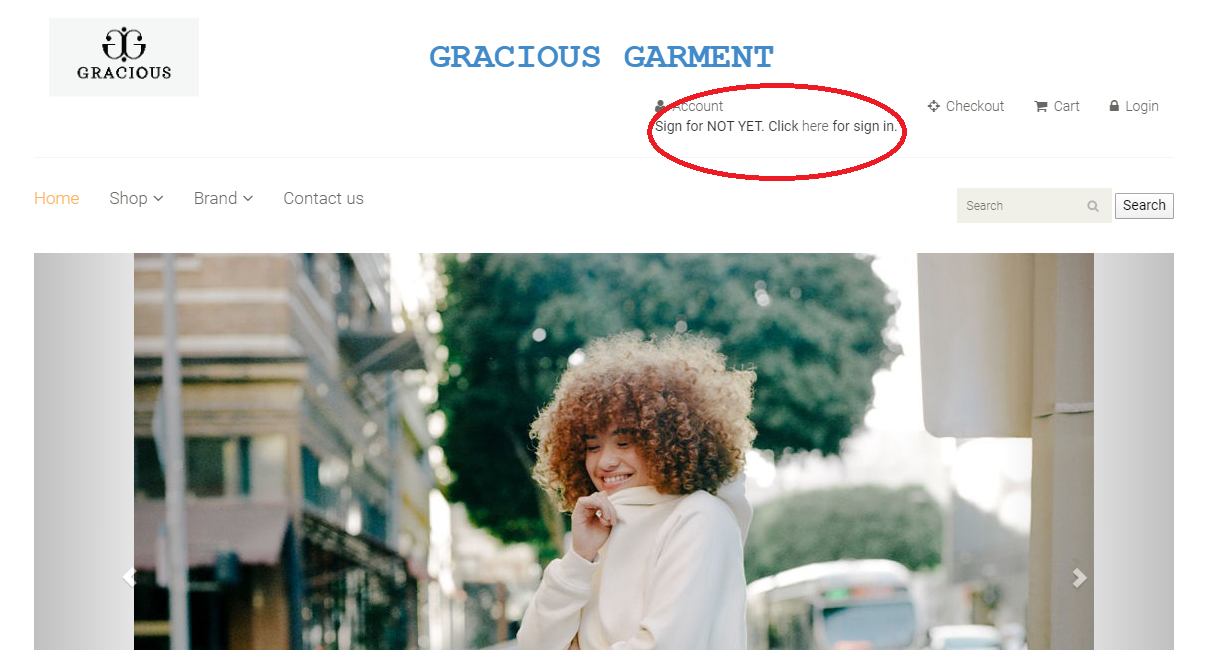 GRACIOUS
GRACIOUS GARMENT
Account
Sign for NOT YET. Click here for sign in.
Checkout
Cart
Login
Home
Shop
Brand
Contact us
Search
Search